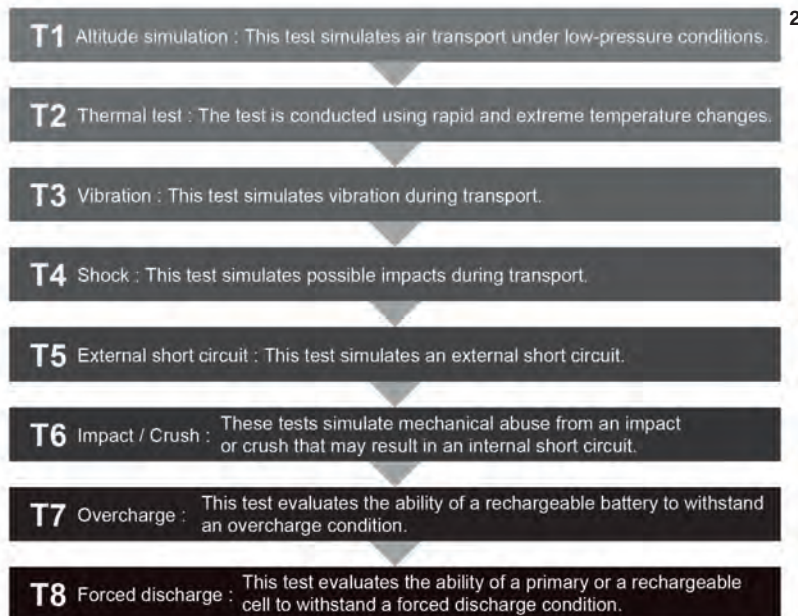 T1 Altitude simulation : This test simulates air transport under low-pressure conditions.
2
T2 Thermal test : The test is conducted using rapid and extreme temperature changes.
T3 Vibration : This test simulates vibration during transport.
T4 Shock : This test simulates possible impacts during transport.
T5 External short circuit : This test simulates an external short circuit.
T6 Impact / Crush : These tests simulate mechanical abuse from an impact
or crush that may result in an internal short circuit.
T7 Overcharge : This test evaluates the ability of a rechargeable battery to withstand
an overcharge condition.
T8 Forced discharge : This test evaluates the ability of a primary or a rechargeable
cell to withstand a forced discharge condition.